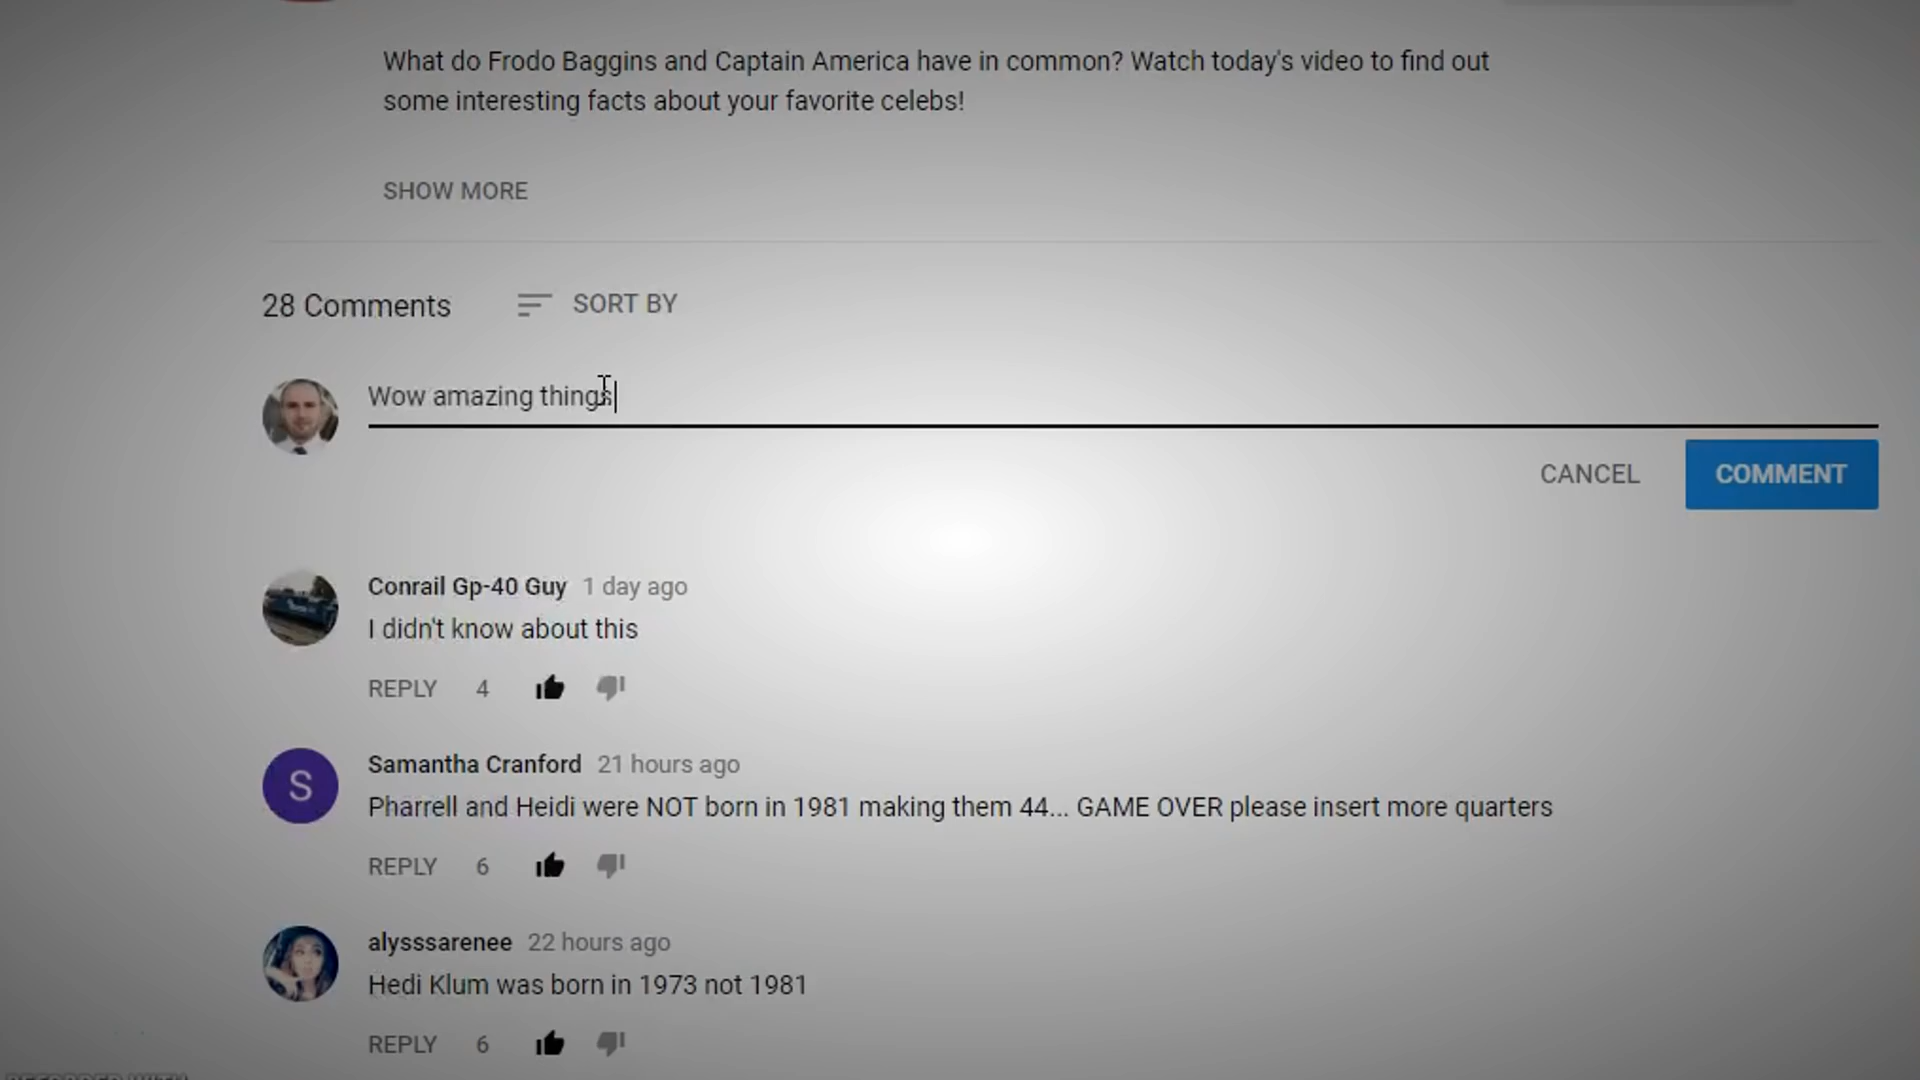 What do Frodo Baggins and Captain America have in common? Watch today's video to find out
some interesting facts about your favorite celebs!
SHOW MORE
28 Comments SORT BY
Wow amazing things
CANCEL COMMENT
Conrail Gp-40 Guy 1 day ago
I didn't know about this
REPLY 4
S
Samantha Cranford 21 hours ago
Pharrell and Heidi were NOT born in 1981 making them 44... GAME OVER please insert more quarters
REPLY 6
alysssarenee 22 hours ago
Hedi Klum was born in 1973 not 1981
REPLY 6